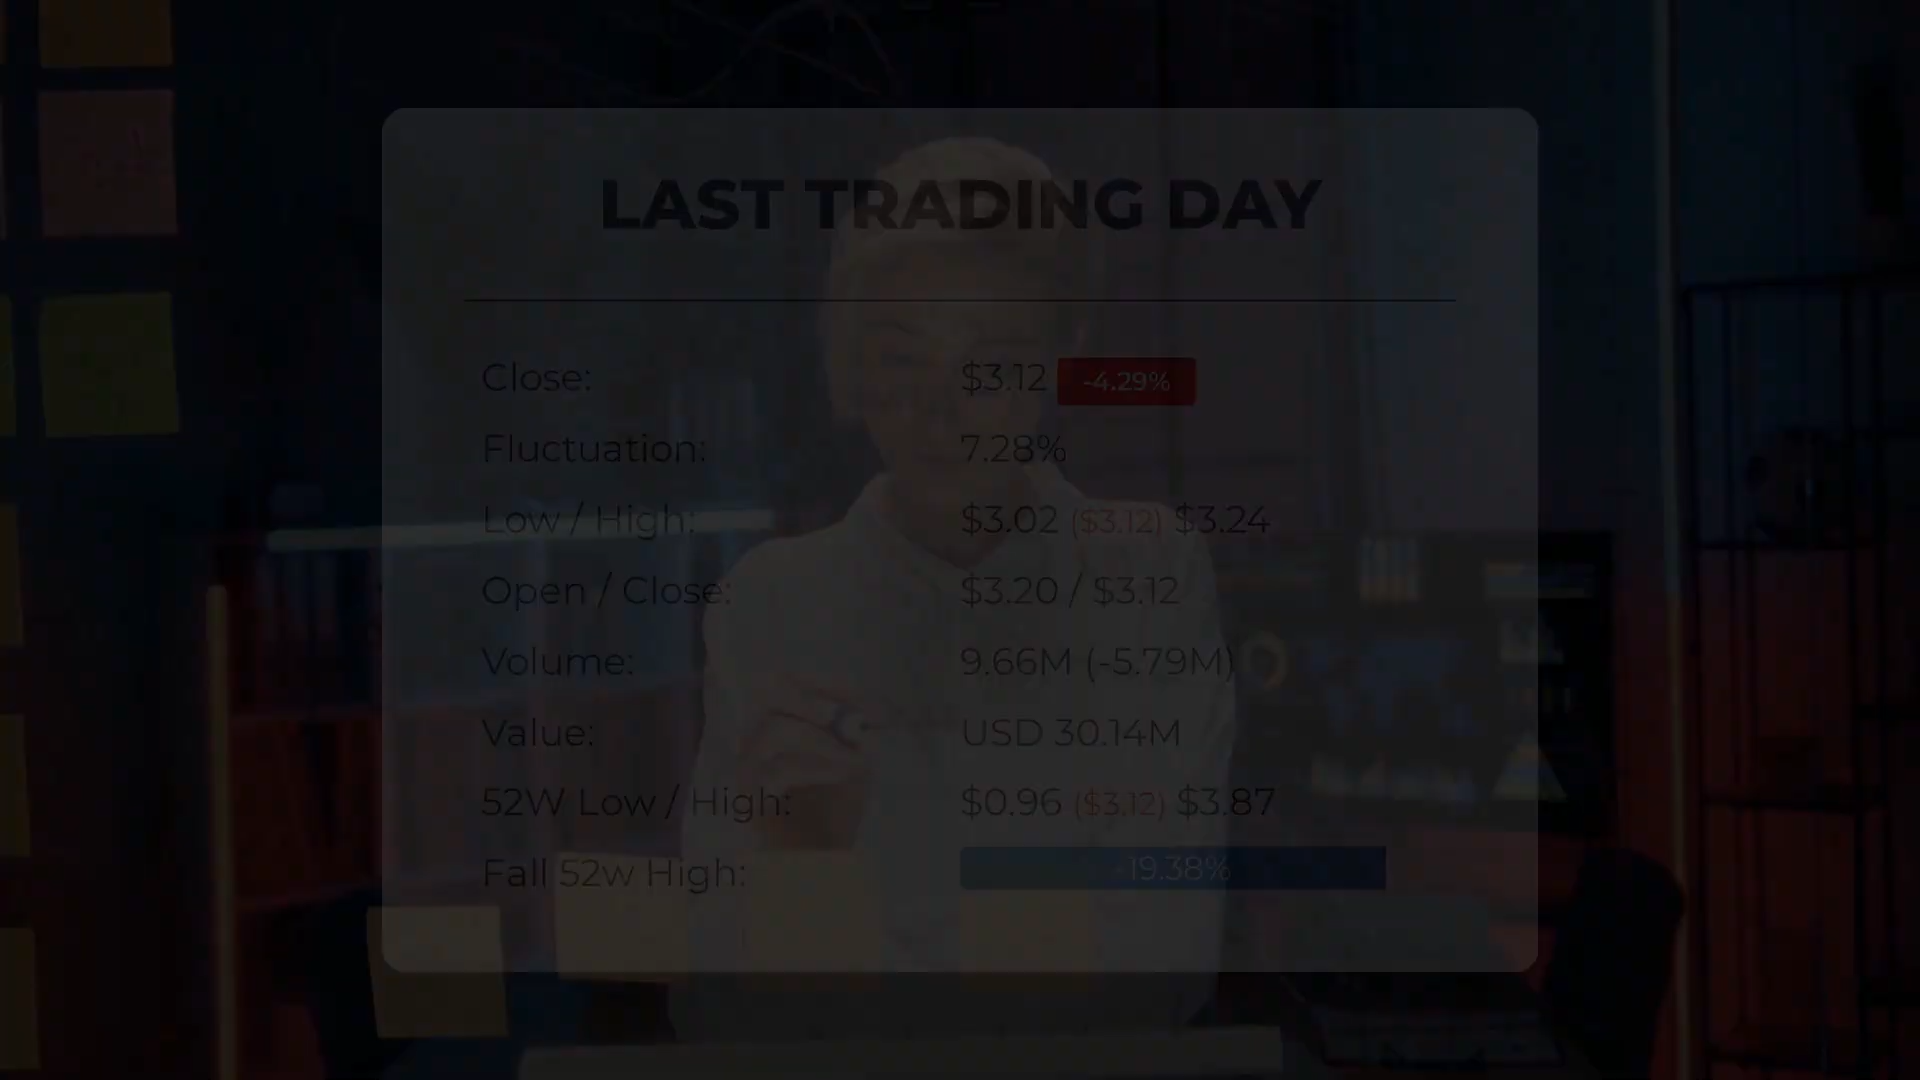 LAST TRADING DAY
Close: $3.12 -4.29%
Fluctuation: 7.28%
Low / High: $3.02 ($3.12) $3.24
Open / Close: $3.20 / $3.12
Volume: 9.66M (-5.79M)
Value: USD 30.14M
52W Low / High: $0.96 ($3.12) $3.87
Fall 52w High: -19.38%